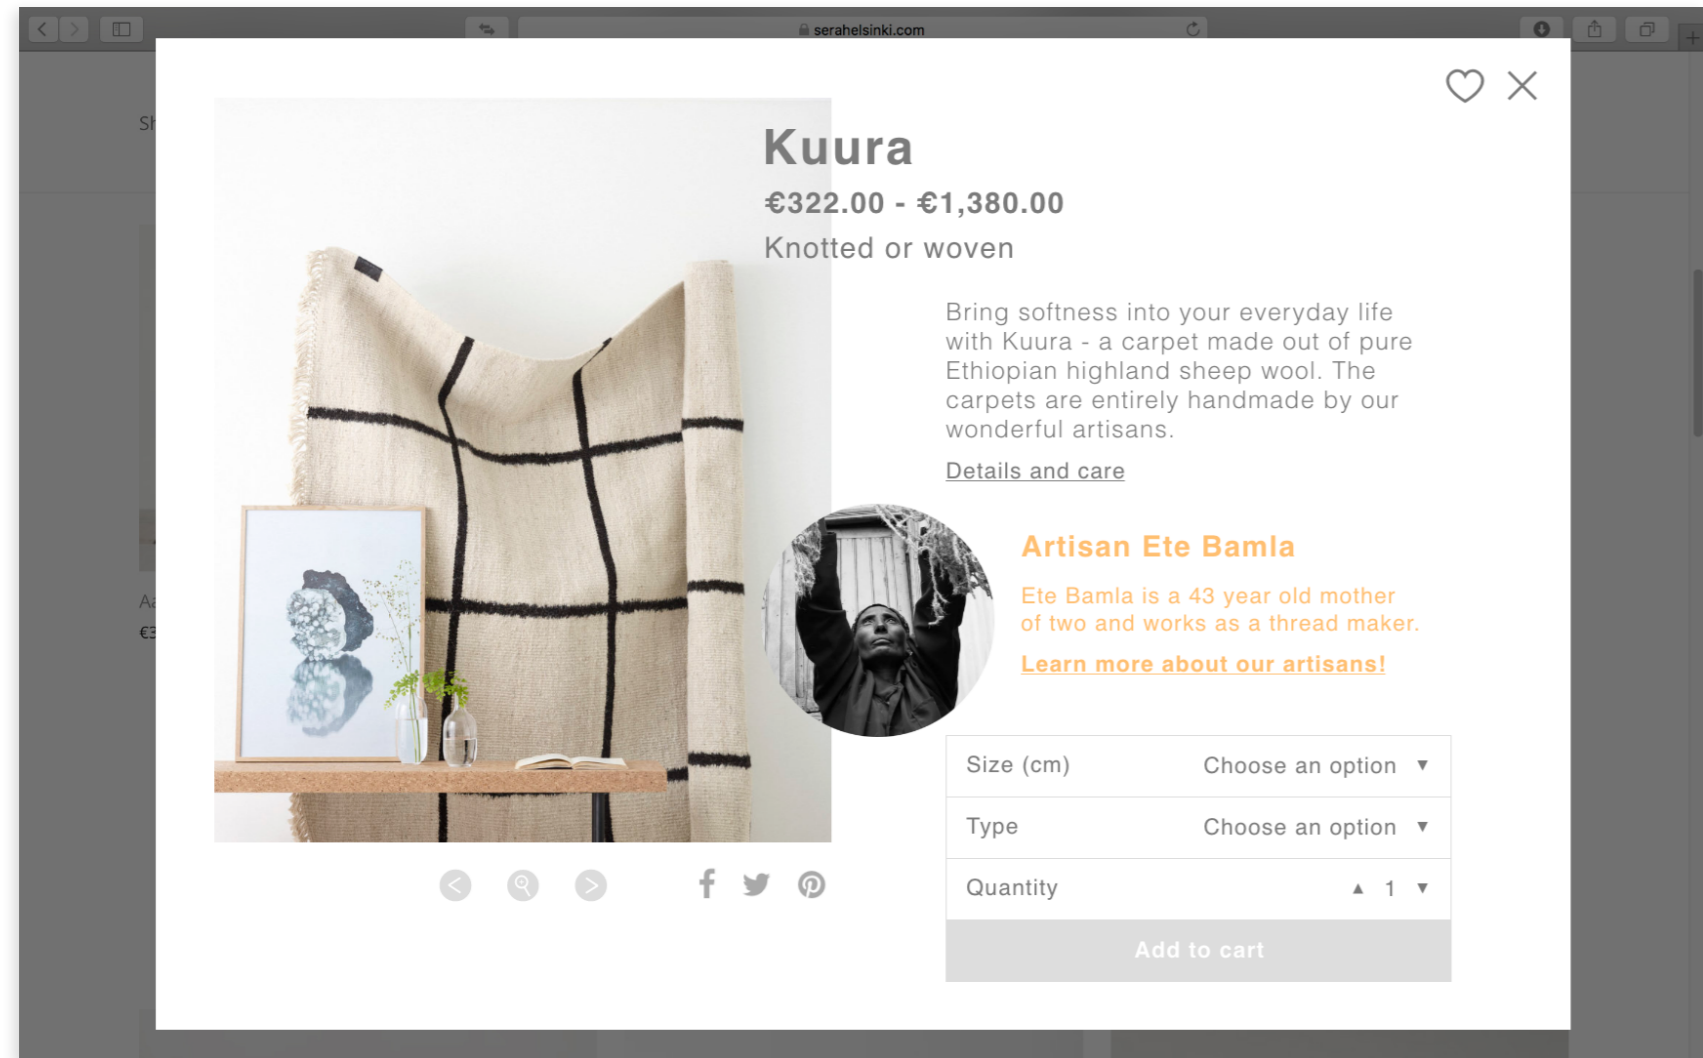 serahelsinki.com
Kuura
€322.00 - €1,380.00
Knotted or woven
Bring softness into your everyday life
with Kuura - a carpet made out of pure
Ethiopian highland sheep wool. The
carpets are entirely handmade by our
wonderful artisans.
Details and care
Artisan Ete Bamla
Ete Bamla is a 43 year old mother
of two and works as a thread maker.
Learn more about our artisans!
Size (cm) Choose an option ▼
Type Choose an option ▼
Quantity ▲ 1 ▼
Add to cart